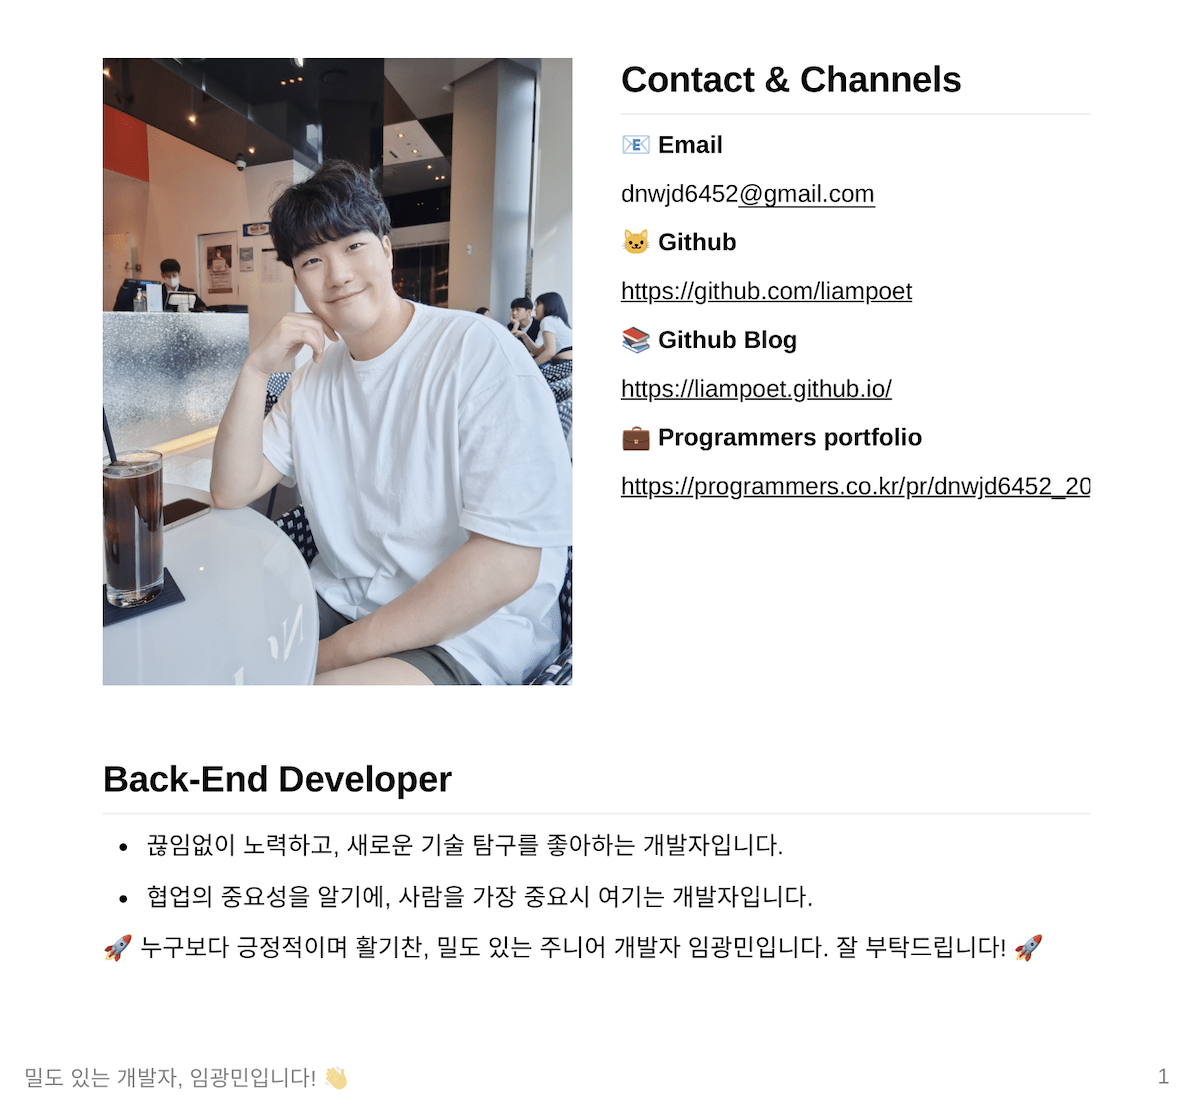 Contact & Channels
📧 Email
dnwjd6452@gmail.com
🐱 Github
https://github.com/liampoet
📚 Github Blog
https://liampoet.github.io/
💼 Programmers portfolio
https://programmers.co.kr/pr/dnwjd6452_20
Back-End Developer
• 끊임없이 노력하고, 새로운 기술 탐구를 좋아하는 개발자입니다.
• 협업의 중요성을 알기에, 사람을 가장 중요시 여기는 개발자입니다.
🚀 누구보다 긍정적이며 활기찬, 밀도 있는 주니어 개발자 임광민입니다. 잘 부탁드립니다! 🚀
밀도 있는 개발자, 임광민입니다! 👋
1